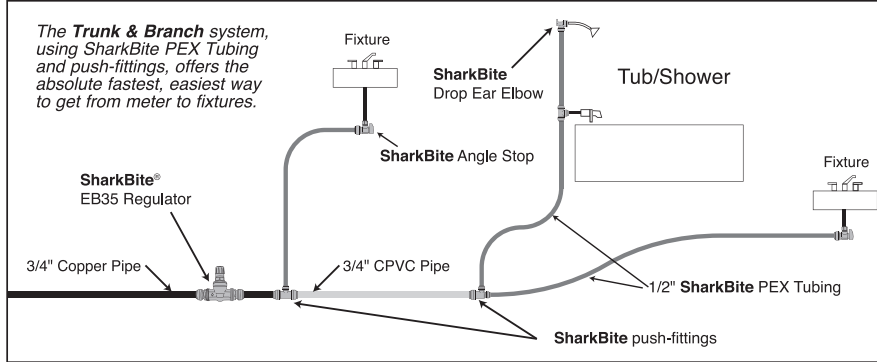 The Trunk & Branch system,
using SharkBite PEX Tubing
and push-fittings, offers the
absolute fastest, easiest way
to get from meter to fixtures.
Fixture
SharkBite
Drop Ear Elbow
Tub/Shower
SharkBite Angle Stop
Fixture
SharkBite®
EB35 Regulator
3/4" Copper Pipe
3/4" CPVC Pipe
1/2" SharkBite PEX Tubing
SharkBite push-fittings